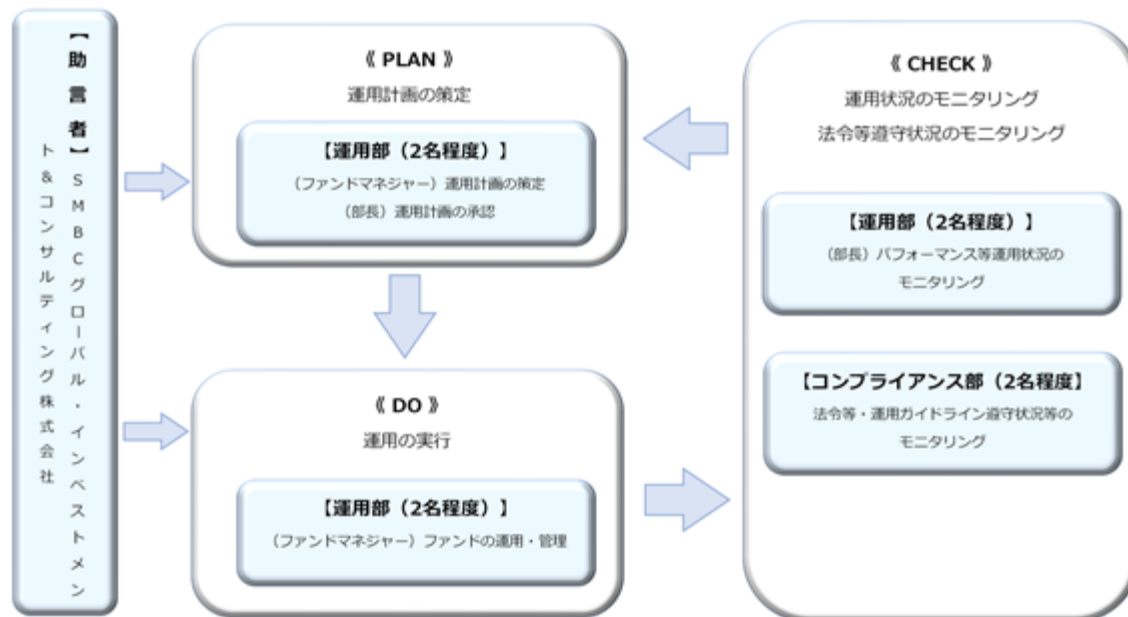 【助言者】SMBCグローバル・インベストメン
ト&コンサルティング株式会社
《 PLAN 》
運用計画の策定
【運用部（2名程度）】
（ファンドマネジャー）運用計画の策定
（部長）運用計画の承認
《 DO 》
運用の実行
【運用部（2名程度）】
（ファンドマネジャー）ファンドの運用・管理
《 CHECK 》
運用状況のモニタリング
法令等遵守状況のモニタリング
【運用部（2名程度）】
（部長）パフォーマンス等運用状況の
モニタリング
【コンプライアンス部（2名程度】
法令等・運用ガイドライン遵守状況等の
モニタリング